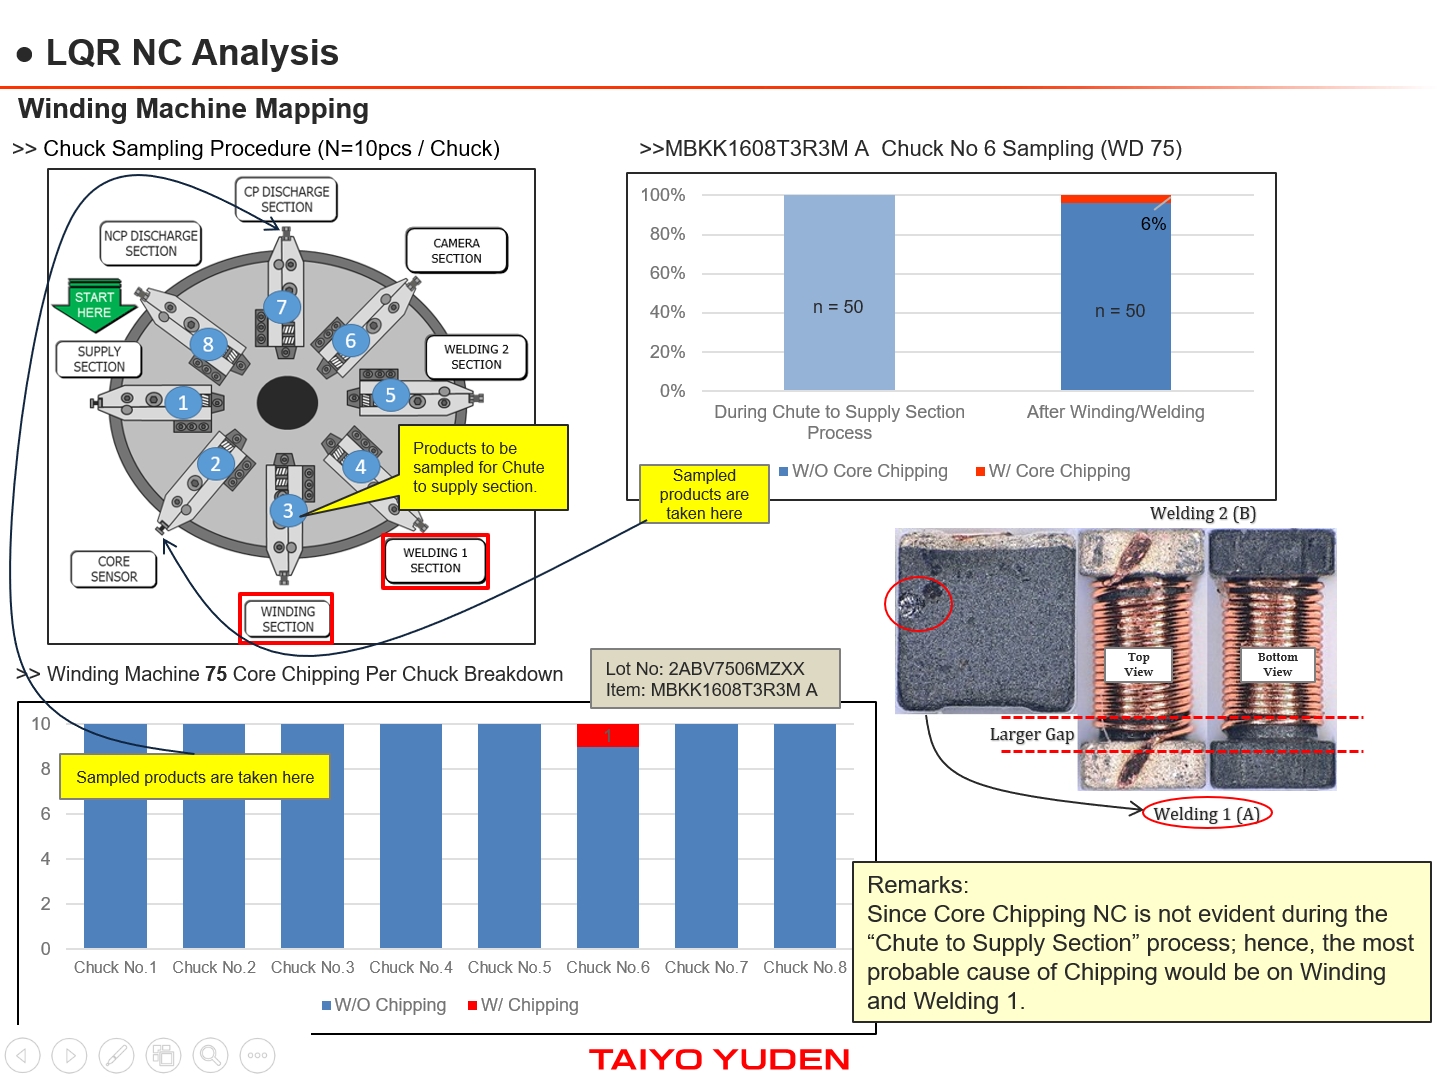 ● LQR NC Analysis
Winding Machine Mapping
>> Chuck Sampling Procedure (N=10pcs / Chuck)
CP DISCHARGE
SECTION
NCP DISCHARGE
SECTION
CAMERA
SECTION
START
HERE
SUPPLY
SECTION
WELDING 2
SECTION
7
8
6
1
5
2
4
3
Products to be
sampled for Chute
to supply section.
CORE
SENSOR
WELDING 1
SECTION
WINDING
SECTION
>>MBKK1608T3R3M A  Chuck No 6 Sampling (WD 75)
100%
80%
60%
40%
20%
0%
6%
n = 50
n = 50
During Chute to Supply Section
Process
After Winding/Welding
W/O Core Chipping
W/ Core Chipping
Sampled
products are
taken here
Welding 2 (B)
Top
View
Bottom
View
Larger Gap
Welding 1 (A)
>> Winding Machine 75 Core Chipping Per Chuck Breakdown
Lot No: 2ABV7506MZXX
Item: MBKK1608T3R3M A
10
8
6
4
2
0
1
Sampled products are taken here
Chuck No.1
Chuck No.2
Chuck No.3
Chuck No.4
Chuck No.5
Chuck No.6
Chuck No.7
Chuck No.8
W/O Chipping
W/ Chipping
Remarks:
Since Core Chipping NC is not evident during the
“Chute to Supply Section” process; hence, the most
probable cause of Chipping would be on Winding
and Welding 1.
TAIYO YUDEN